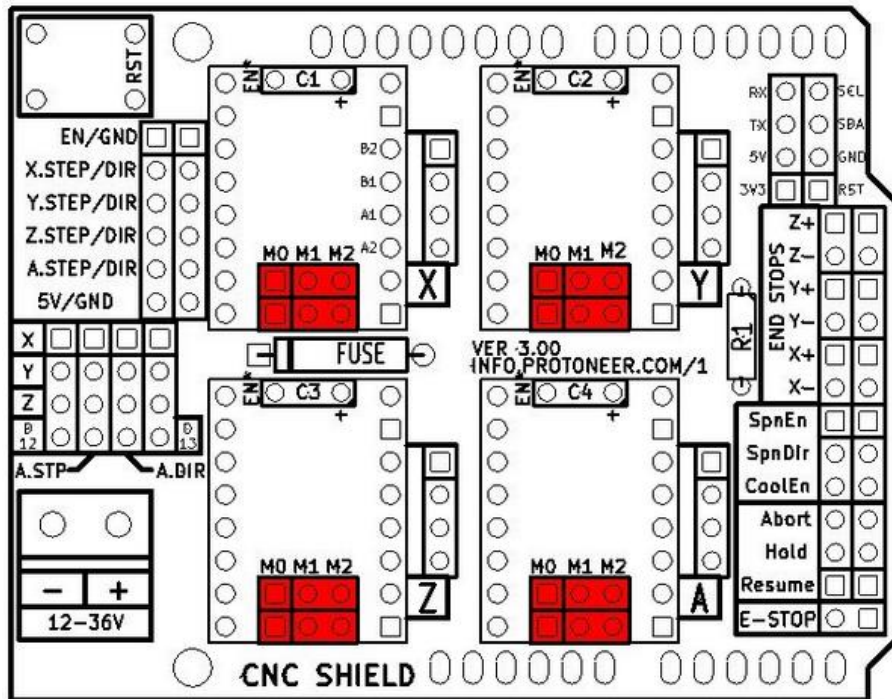 RST
EN*
C1
+
EN*
C2
+
RX
SCL
TX
SDA
5V
GND
3V3
RST
EN/GND
X.STEP/DIR
Y.STEP/DIR
Z.STEP/DIR
A.STEP/DIR
5V/GND
B2
B1
A1
A2
M0 M1 M2
X
M0 M1 M2
Y
Z+
Z-
Y+
Y-
X+
X-
END STOPS
R1
X
Y
Z
D
12
D
13
A.STP
A.DIR
FUSE
VER 3.00
INFO.PROTONEER.COM/1
EN*
C3
+
EN*
C4
+
SpnEn
SpnDir
CoolEn
Abort
Hold
Resume
E-STOP
- +
12-36V
M0 M1 M2
Z
M0 M1 M2
A
CNC SHIELD